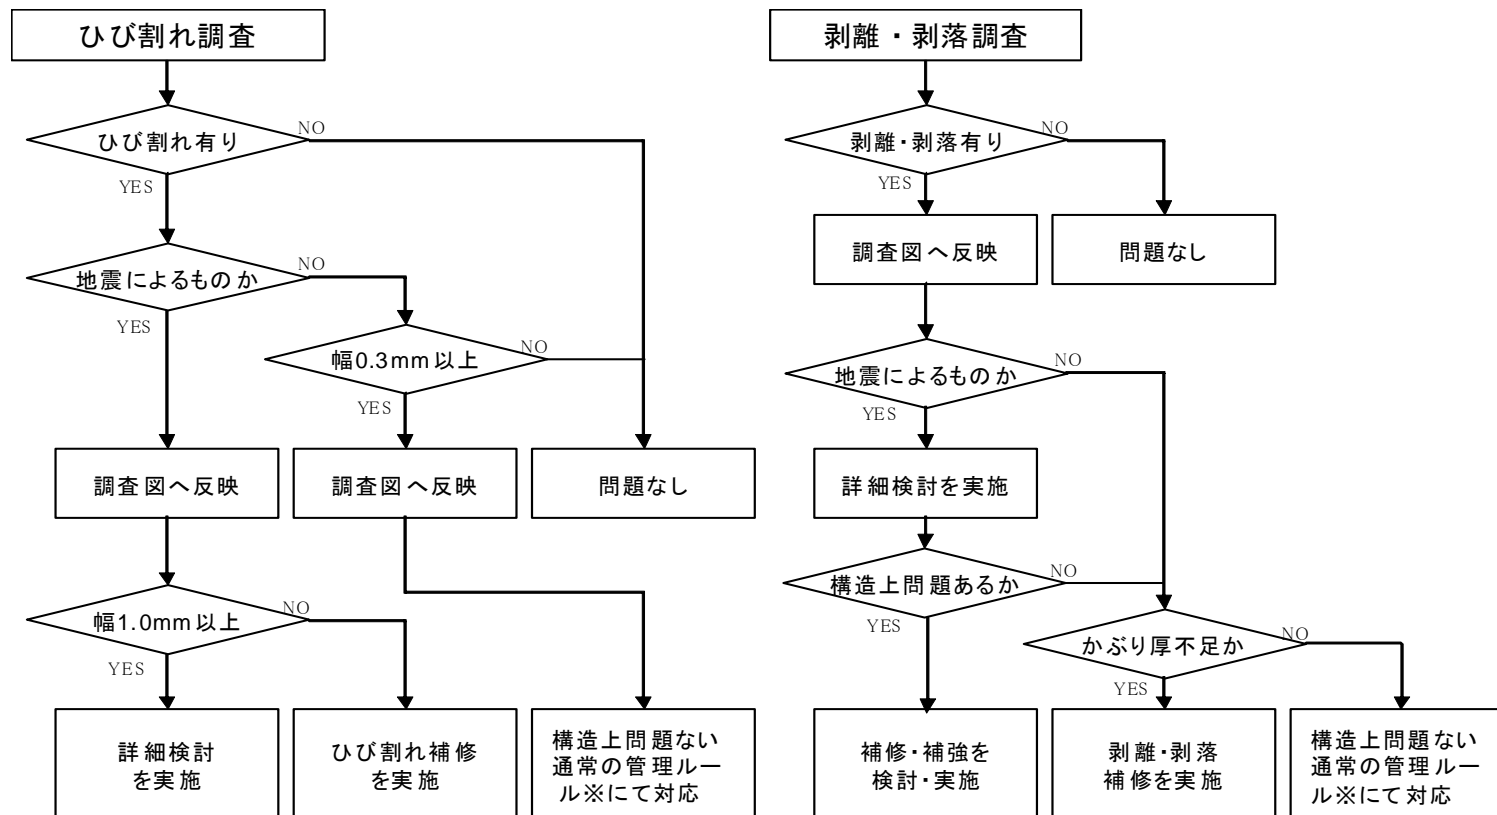 ひび割れ調査
ひび割れ有り
NO
YES
地震によるものか
NO
YES
幅0.3mm以上
NO
YES
調査図へ反映
調査図へ反映
問題なし
幅1.0mm以上
NO
YES
詳細検討
を実施
ひび割れ補修
を実施
構造上問題ない
通常の管理ルー
ル※にて対応
剥離・剥落調査
剥離・剥落有り
NO
YES
調査図へ反映
問題なし
地震によるものか
NO
YES
詳細検討を実施
構造上問題あるか
NO
YES
かぶり厚不足か
NO
YES
補修・補強を
検討・実施
剥離・剥落
補修を実施
構造上問題ない
通常の管理ルー
ル※にて対応